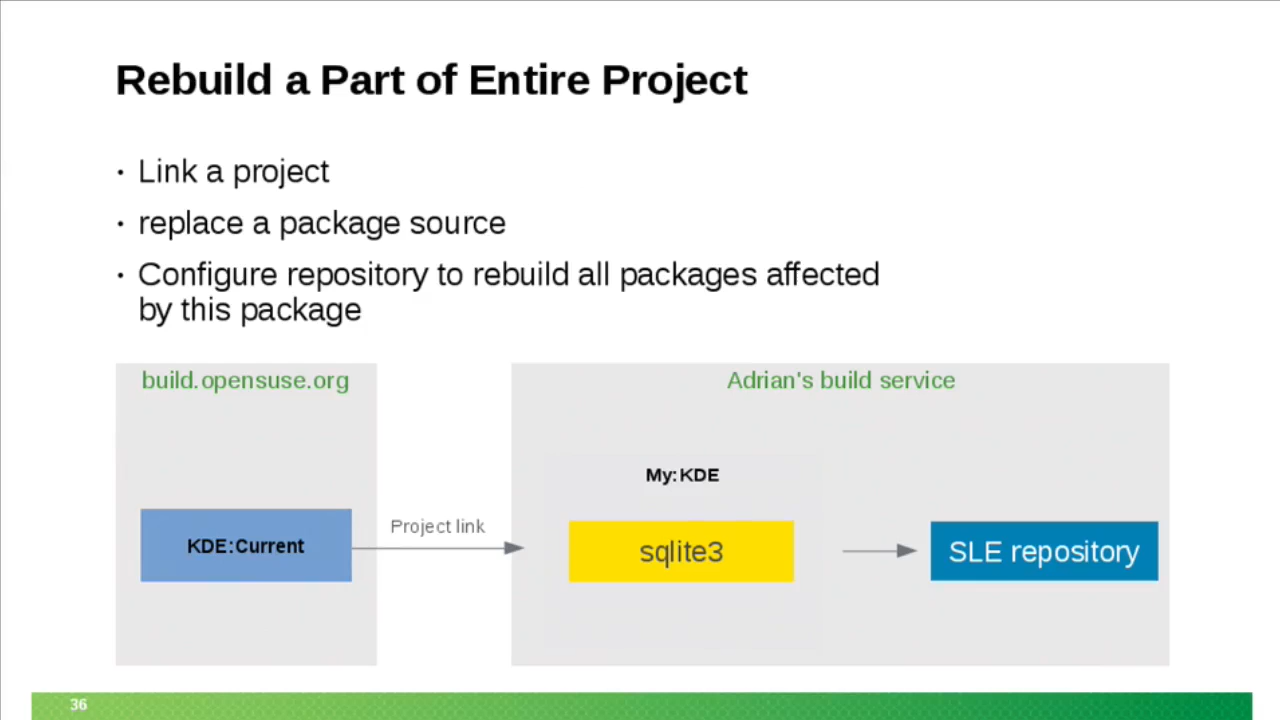 Rebuild a Part of Entire Project
· Link a project
· replace a package source
· Configure repository to rebuild all packages affected
by this package
build.opensuse.org
Adrian's build service
My:KDE
Project link
KDE:Current
sqlite3
SLE repository
36